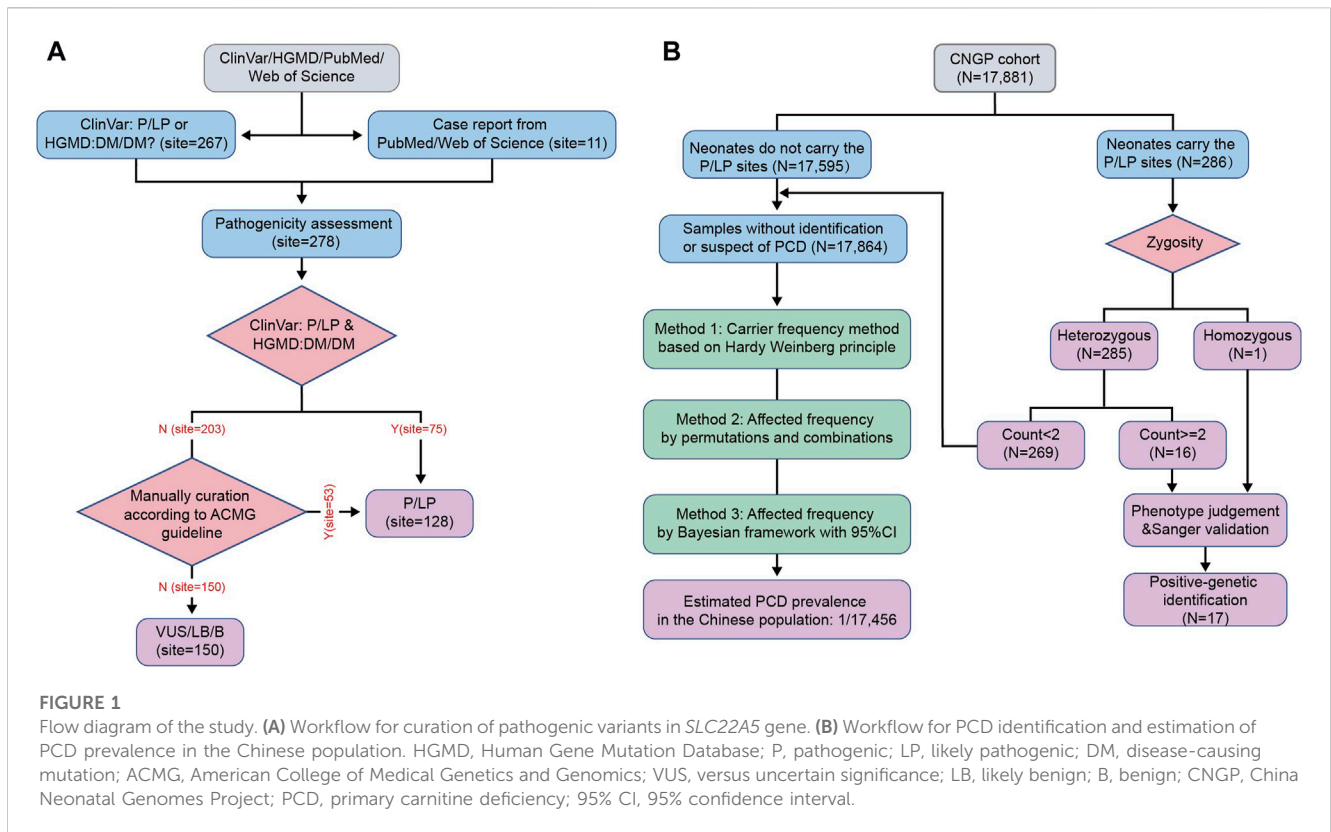 A
ClinVar/HGMD/PubMed/
Web of Science
ClinVar: P/LP or
HGMD:DM/DM? (site=267)
Case report from
PubMed/Web of Science (site=11)
Pathogenicity assessment
(site=278)
ClinVar: P/LP &
HGMD:DM/DM
N (site=203)
Y(site=75)
Manually curation
according to ACMG
guideline
Y(site=53)
P/LP
(site=128)
N (site=150)
VUS/LB/B
(site=150)
B
CNGP cohort
(N=17,881)
Neonates do not carry the
P/LP sites (N=17,595)
Neonates carry the
P/LP sites (N=286)
Samples without identification
or suspect of PCD (N=17,864)
Zygosity
Method 1: Carrier frequency method
based on Hardy Weinberg principle
Heterozygous
(N=285)
Homozygous
(N=1)
Method 2: Affected frequency
by permutations and combinations
Count<2
(N=269)
Count>=2
(N=16)
Method 3: Affected frequency
by Bayesian framework with 95%CI
Phenotype judgement
&Sanger validation
Estimated PCD prevalence
in the Chinese population: 1/17,456
Positive-genetic
identification
(N=17)
FIGURE 1
Flow diagram of the study. (A) Workflow for curation of pathogenic variants in SLC22A5 gene. (B) Workflow for PCD identification and estimation of
PCD prevalence in the Chinese population. HGMD, Human Gene Mutation Database; P, pathogenic; LP, likely pathogenic; DM, disease-causing
mutation; ACMG, American College of Medical Genetics and Genomics; VUS, versus uncertain significance; LB, likely benign; B, benign; CNGP, China
Neonatal Genomes Project; PCD, primary carnitine deficiency; 95% CI, 95% confidence interval.